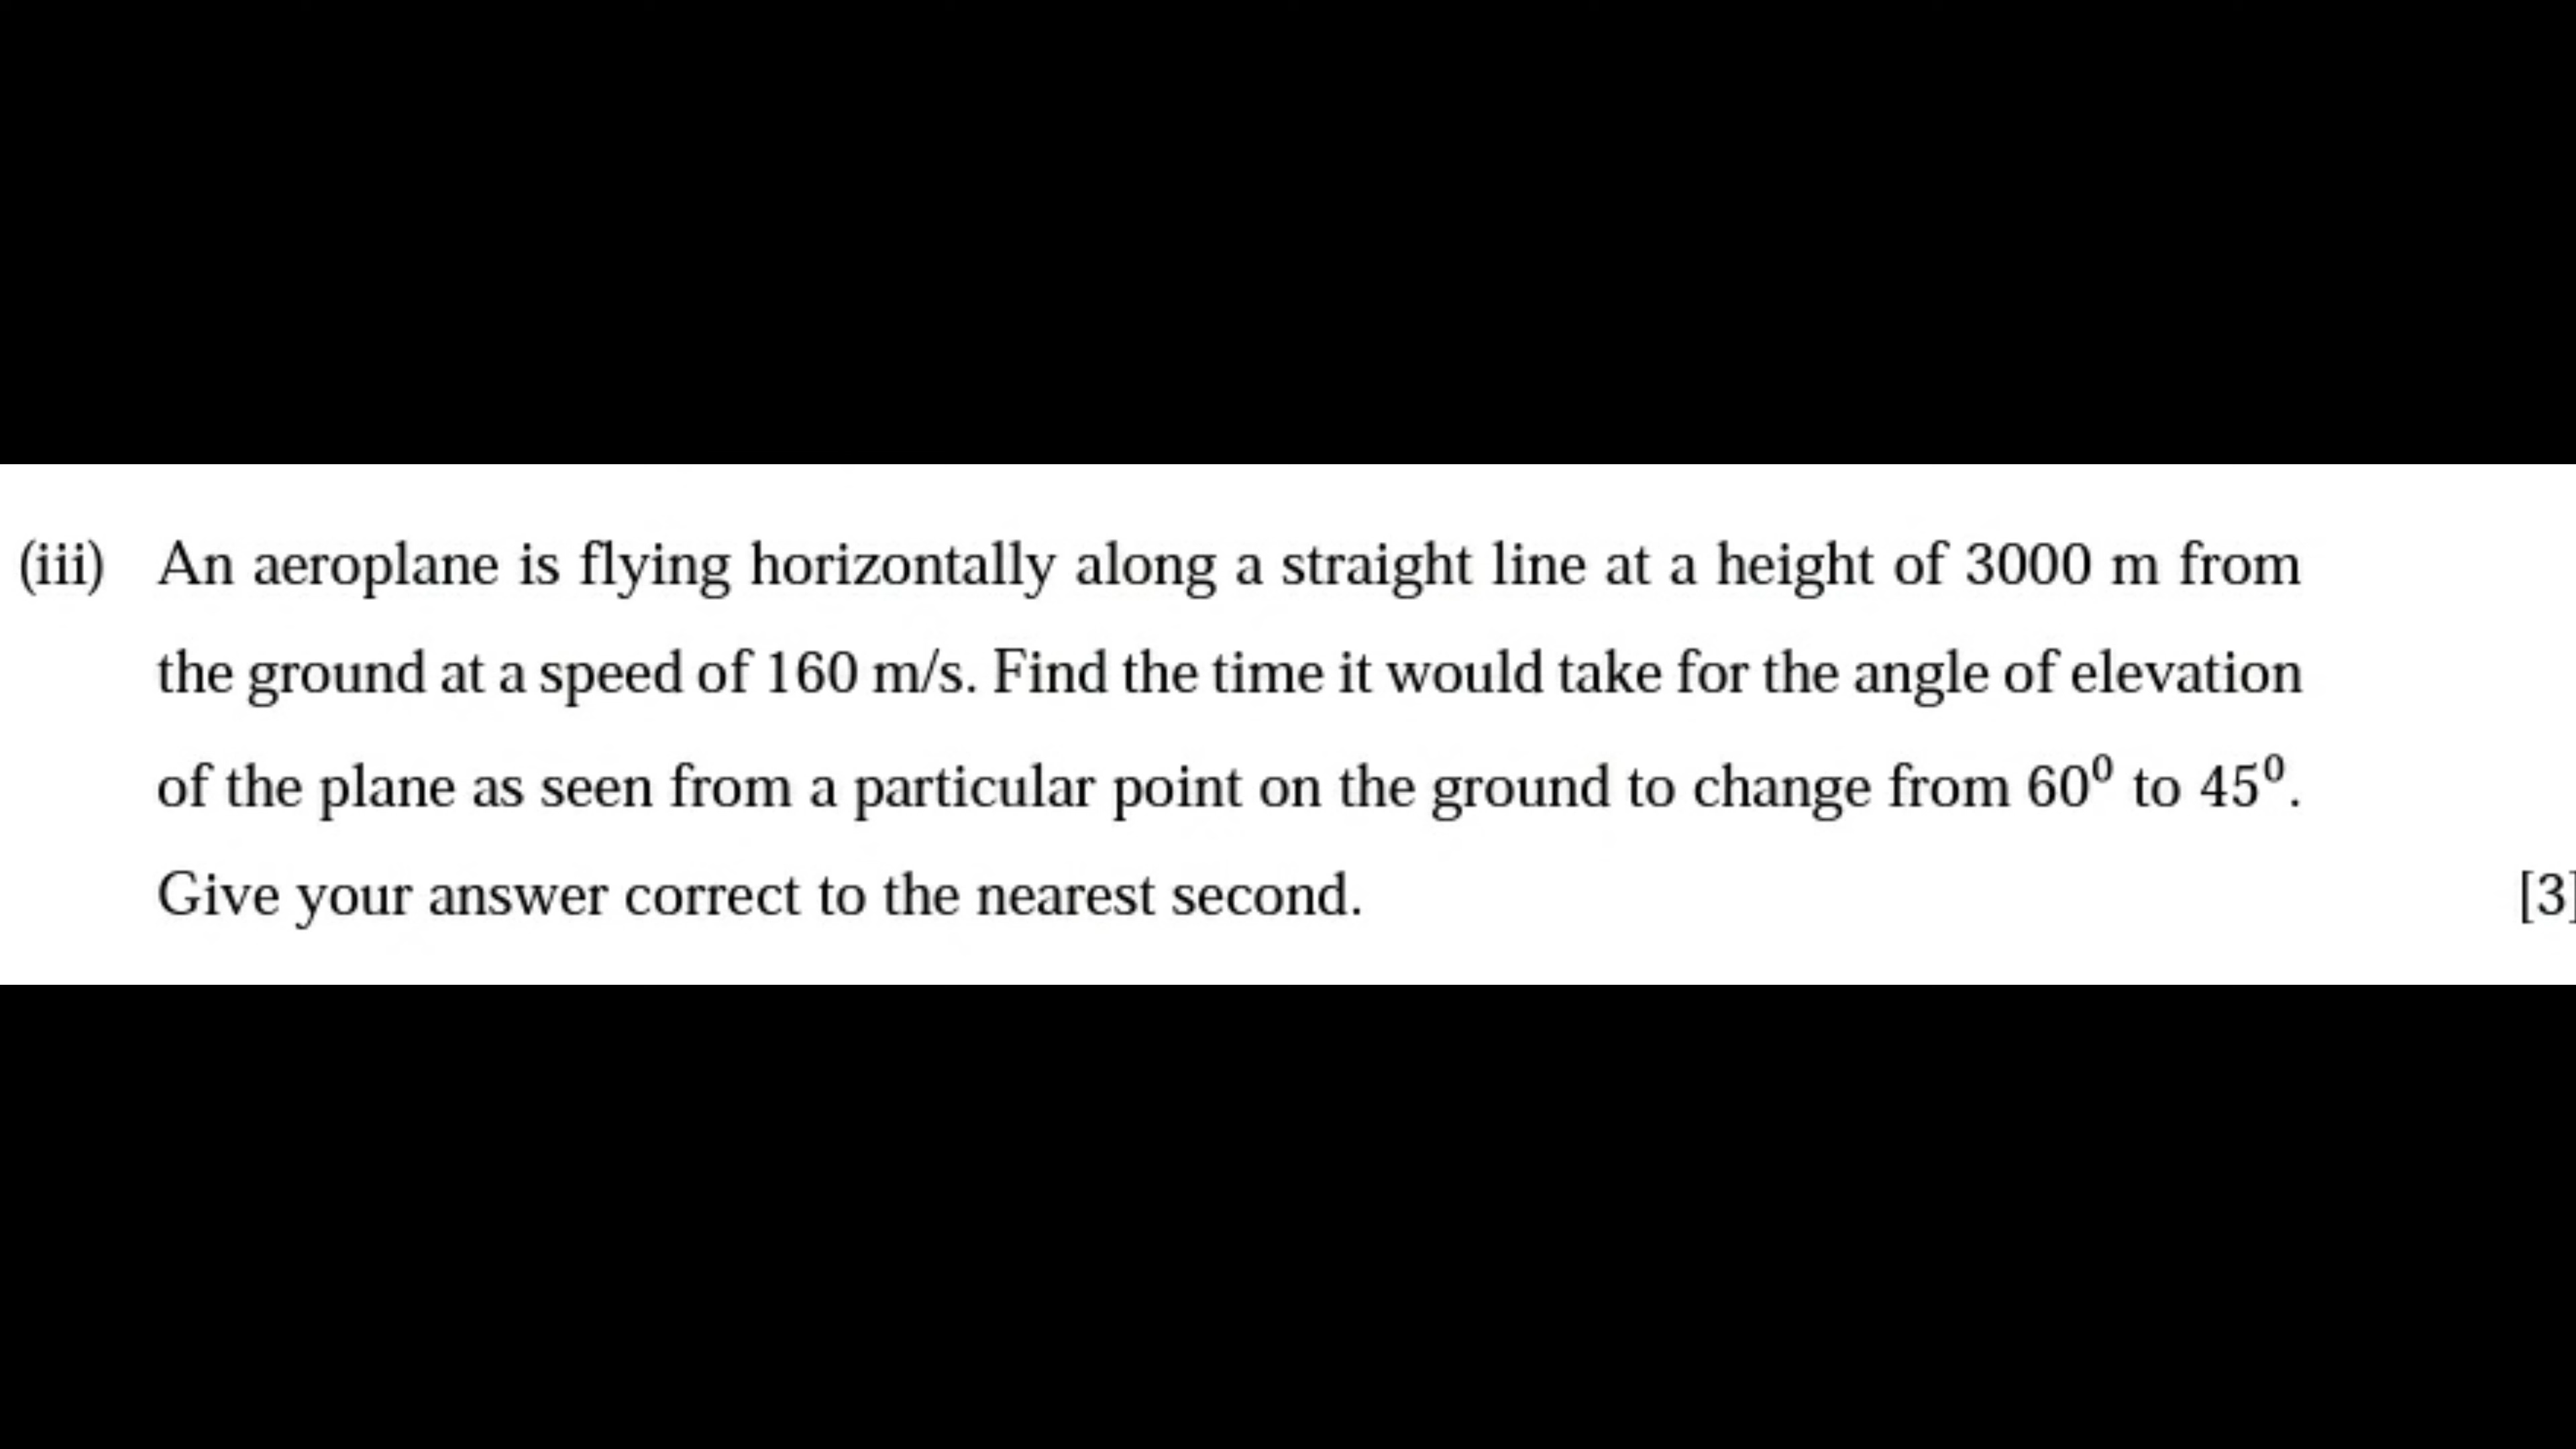 (iii) An aeroplane is flying horizontally along a straight line at a height of 3000 m from
the ground at a speed of 160 m/s. Find the time it would take for the angle of elevation
of the plane as seen from a particular point on the ground to change from 60⁰ to 45⁰.
Give your answer correct to the nearest second. [3]